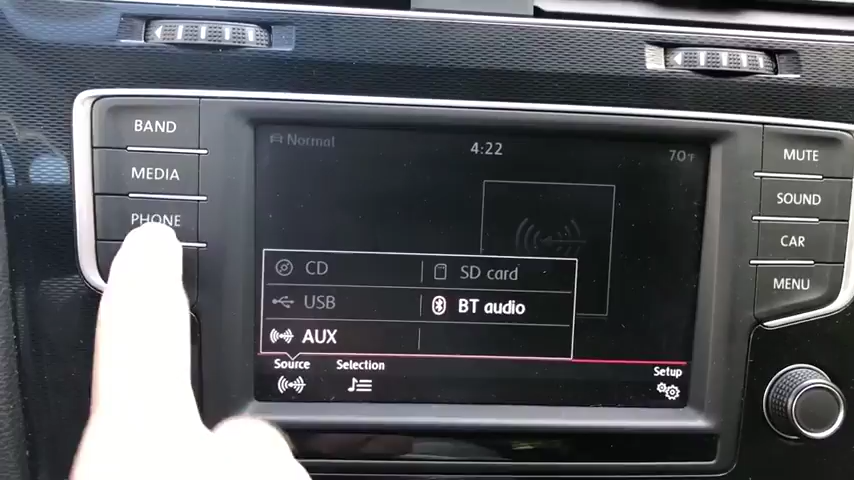 BAND
MEDIA
PHONE
Normal
4:22
70°F
CD
SD card
USB
BT audio
AUX
Source
Selection
Setup
MUTE
SOUND
CAR
MENU